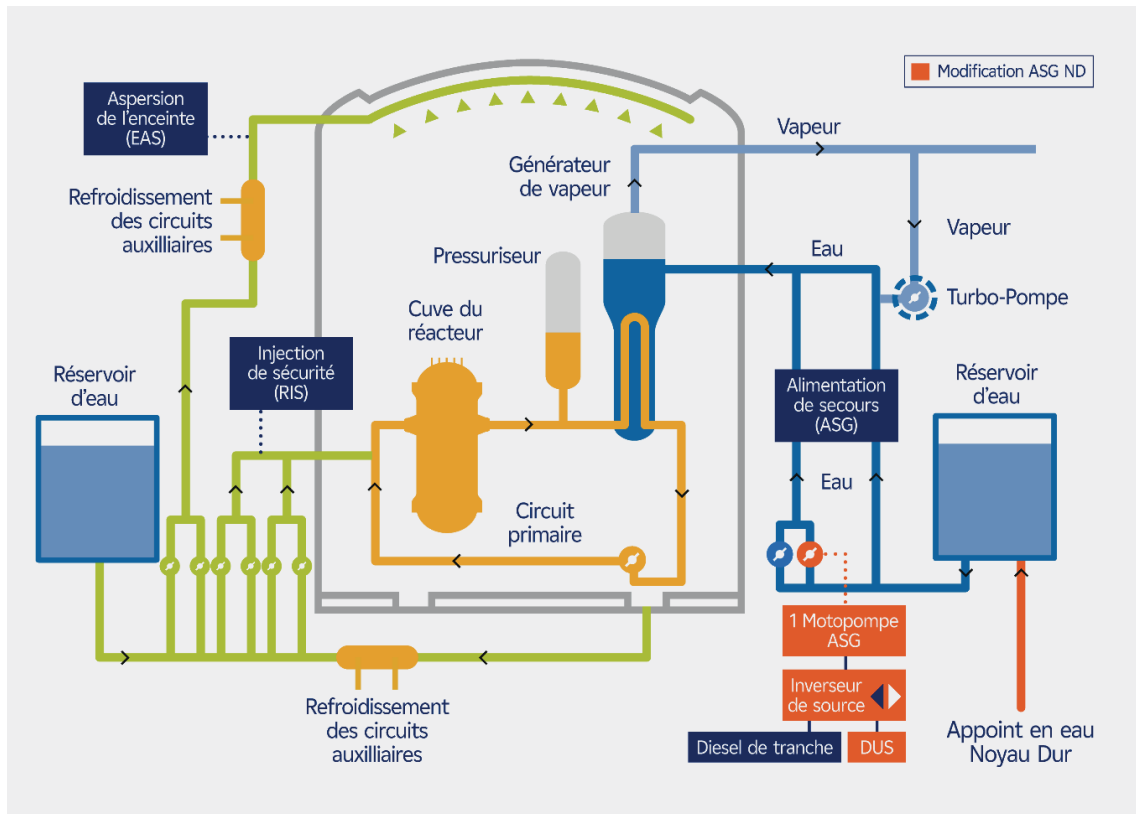 Modification ASG ND
Aspersion
de l'enceinte
(EAS)
Vapeur
Générateur
de vapeur
Refroidissement
des circuits
auxilliaires
Vapeur
Eau
Pressuriseur
Turbo-Pompe
Cuve du
réacteur
Injection
de sécurité
(RIS)
Réservoir
d'eau
Alimentation
de secours
(ASG)
Réservoir
d'eau
Eau
Circuit
primaire
1 Motopompe
ASG
Inverseur
de source
Refroidissement
des circuits
auxilliaires
Diesel de tranche
DUS
Appoint en eau
Noyau Dur